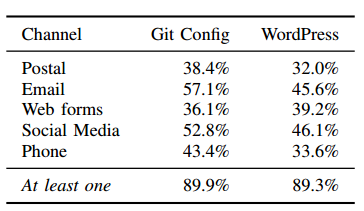 Channel Git Config WordPress
Postal 38.4% 32.0%
Email 57.1% 45.6%
Web forms 36.1% 39.2%
Social Media 52.8% 46.1%
Phone 43.4% 33.6%
At least one 89.9% 89.3%